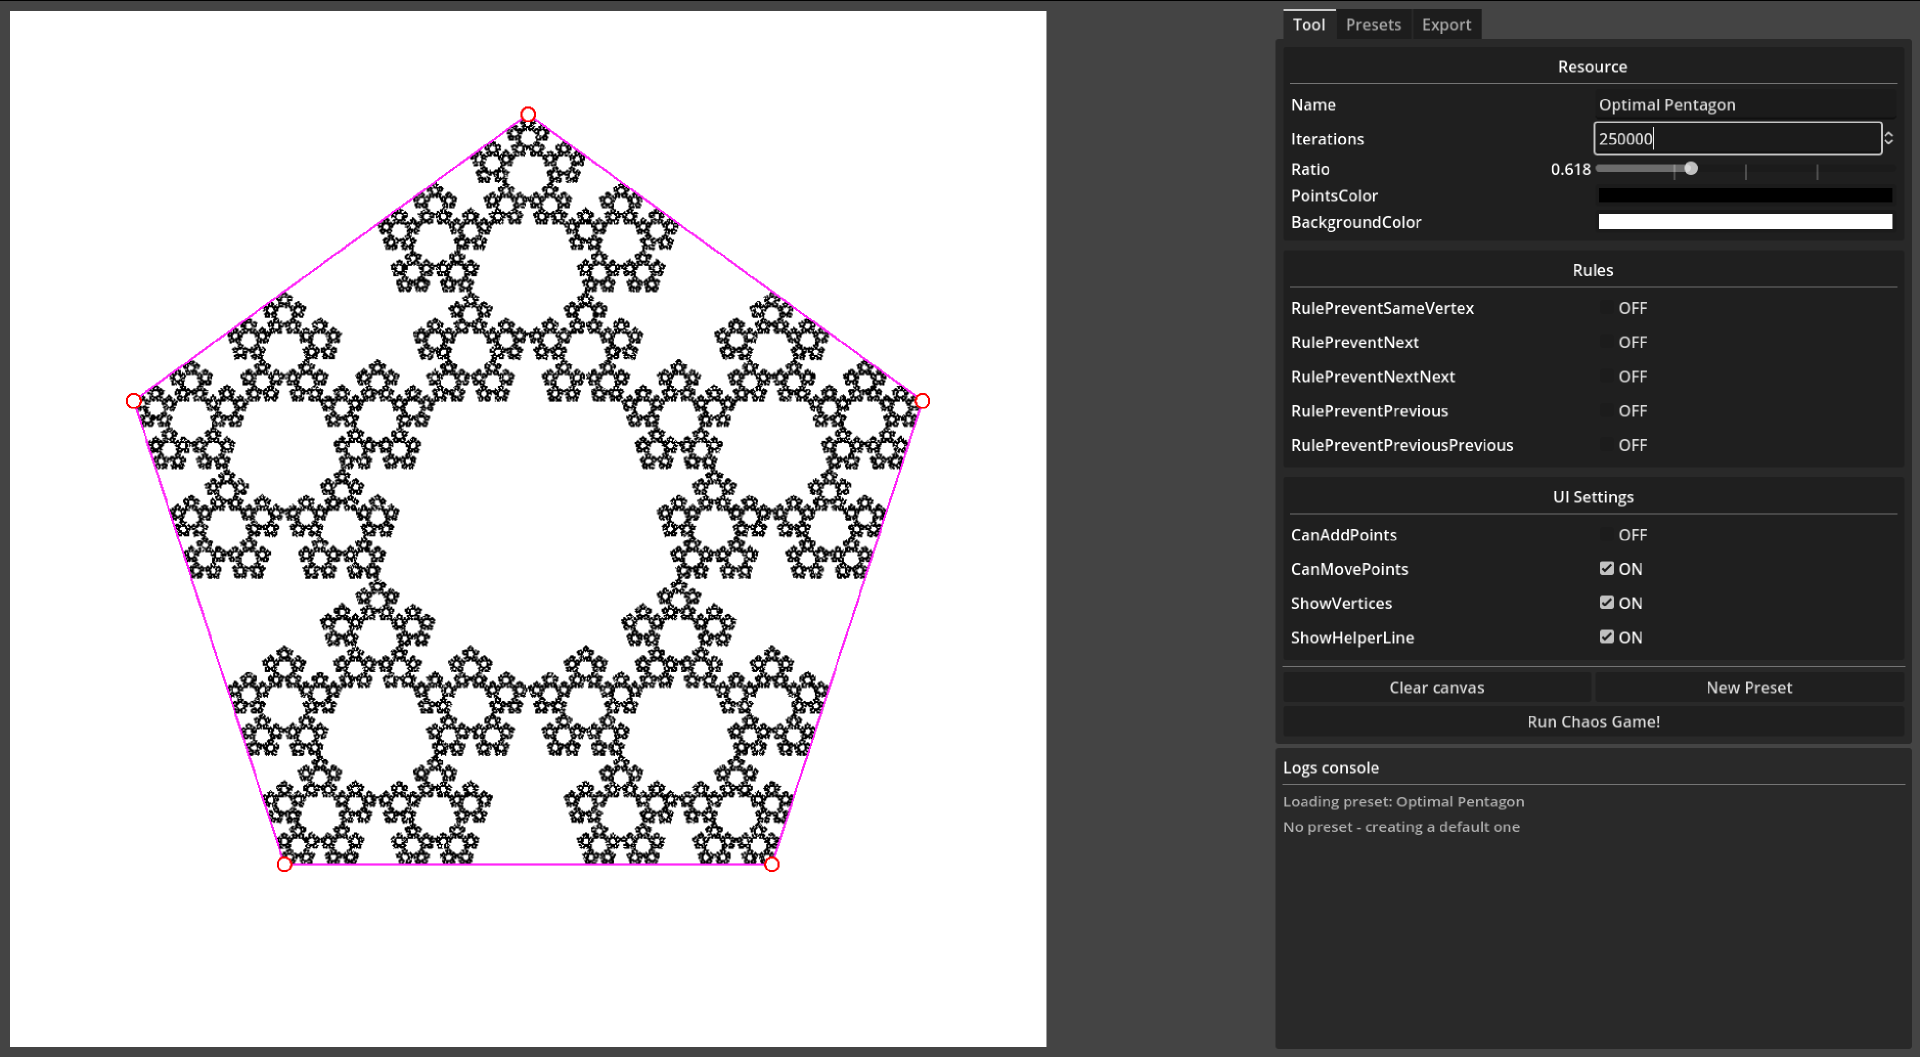 Tool Presets Export
Resource
Name Optimal Pentagon
Iterations 250000
Ratio 0.618
PointsColor
BackgroundColor
Rules
RulePreventSameVertex OFF
RulePreventNext OFF
RulePreventNextNext OFF
RulePreventPrevious OFF
RulePreventPreviousPrevious OFF
UI Settings
CanAddPoints OFF
CanMovePoints ON
ShowVertices ON
ShowHelperLine ON
Clear canvas New Preset
Run Chaos Game!
Logs console
Loading preset: Optimal Pentagon
No preset - creating a default one